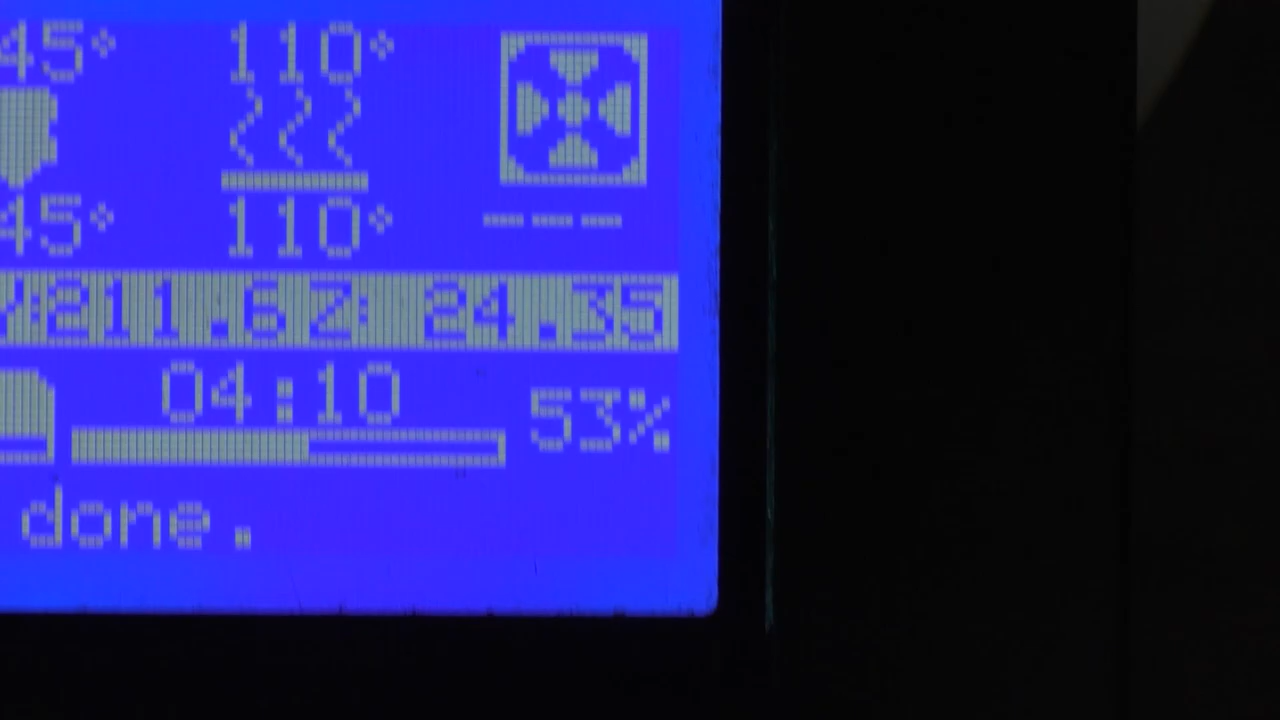 45° 110°
45° 110° ---
Y:211.6 Z: 24.35
04:10 53%
done.